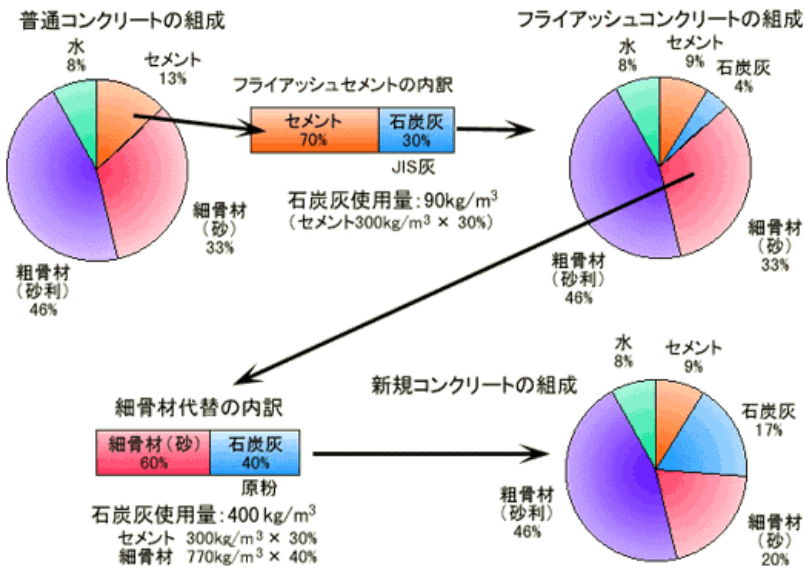 普通コンクリートの組成
水
8%
セメント
13%
細骨材
（砂）
33%
粗骨材
（砂利）
46%
フライアッシュセメントの内訳
セメント
70%
石炭灰
30%
JIS灰
石炭灰使用量：90kg/m³
（セメント300kg/m³ × 30%）
フライアッシュコンクリートの組成
水
8%
セメント
9%
石炭灰
4%
細骨材
（砂）
33%
粗骨材
（砂利）
46%
細骨材代替の内訳
細骨材（砂）
60%
石炭灰
40%
原粉
石炭灰使用量：400 kg/m³
セメント 300kg/m³ × 30%
細骨材 770kg/m³ × 40%
新規コンクリートの組成
水
8%
セメント
9%
石炭灰
17%
細骨材
（砂）
20%
粗骨材
（砂利）
46%